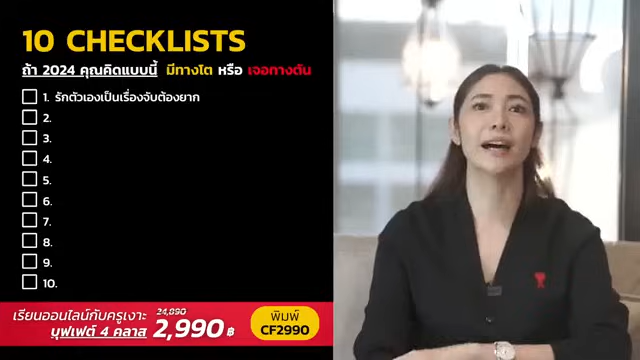 10 CHECKLISTS
ถ้า 2024 คุณคิดแบบนี้ มีทางโต หรือ เจอทางตัน
1. รักตัวเองเป็นเรื่องจับต้องยาก
2.
3.
4.
5.
6.
7.
8.
9.
10.
เรียนออนไลน์กับครูเงาะ
บุฟเฟต์ 4 คลาส
24,890
2,990 ฿
พิมพ์
CF2990